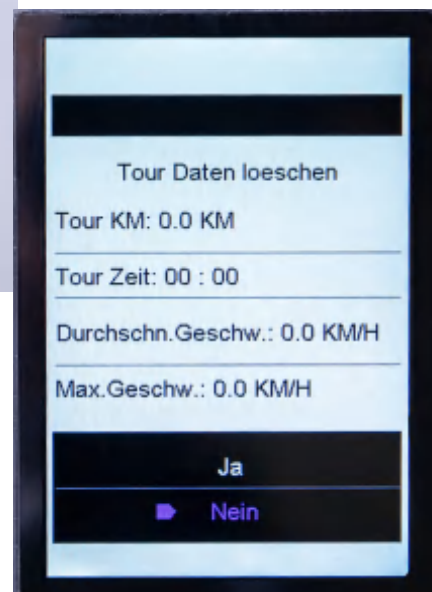 Tour Daten loeschen
Tour KM: 0.0 KM
Tour Zeit: 00 : 00
Durchschn.Geschw.: 0.0 KM/H
Max.Geschw.: 0.0 KM/H
Ja
Nein